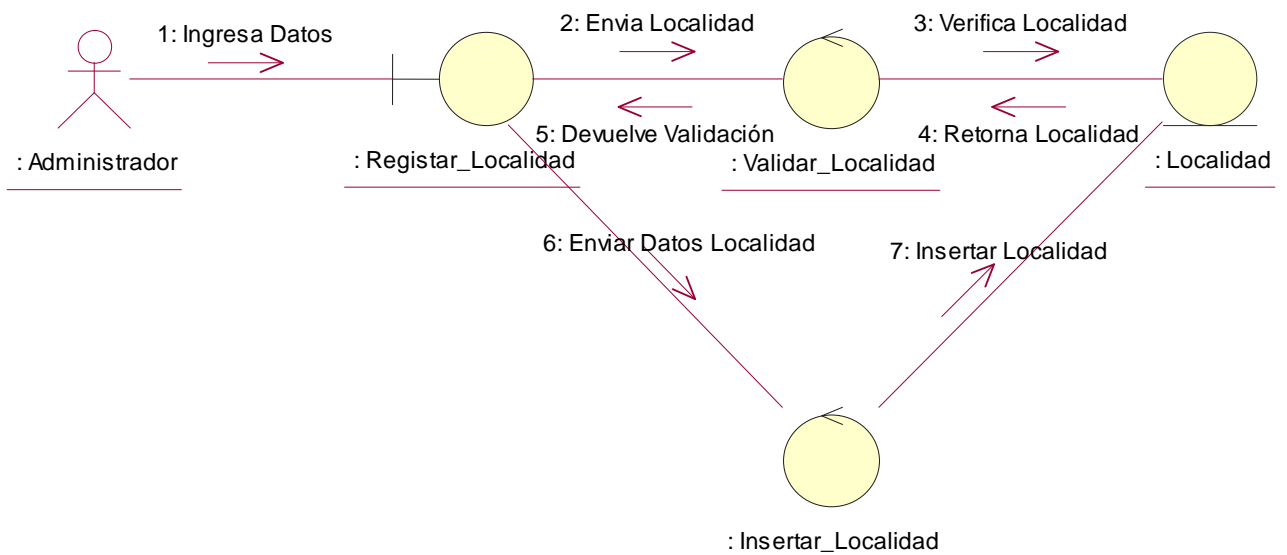 1: Ingresa Datos
2: Envia Localidad
3: Verifica Localidad
5: Devuelve Validación
4: Retorna Localidad
: Administrador
: Registar_Localidad
: Validar_Localidad
: Localidad
6: Enviar Datos Localidad
7: Insertar Localidad
: Insertar_Localidad